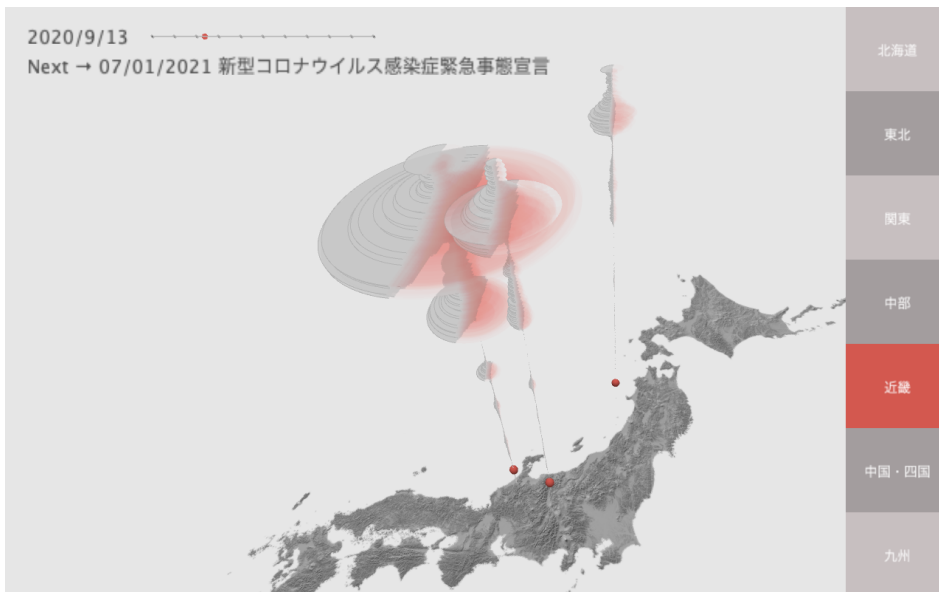 2020/9/13
Next → 07/01/2021 新型コロナウイルス感染症緊急事態宣言
北海道
東北
関東
中部
近畿
中国・四国
九州